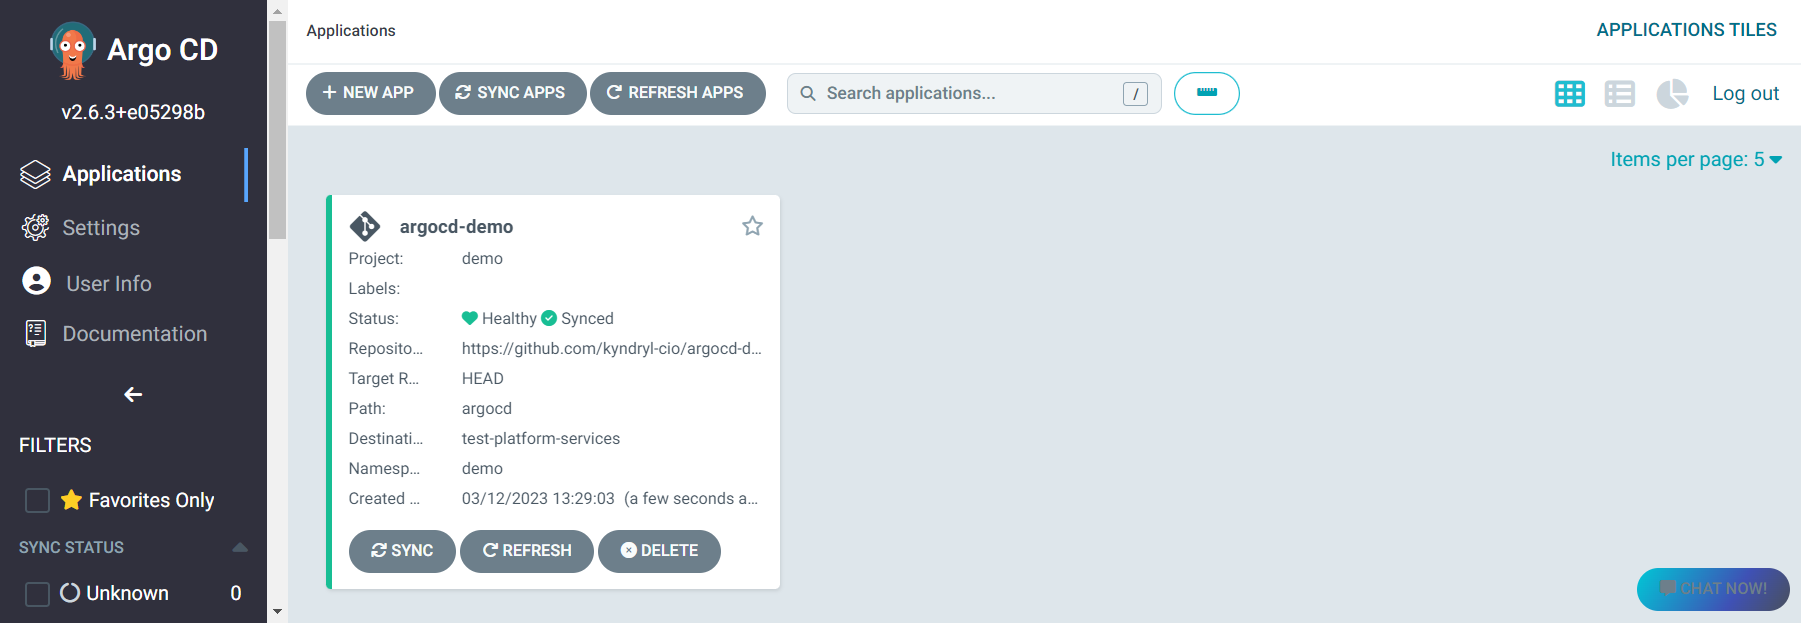 Argo CD
v2.6.3+e05298b
Applications
Settings
User Info
Documentation
FILTERS
Favorites Only
SYNC STATUS
Unknown 0
Applications
APPLICATIONS TILES
NEW APP
SYNC APPS
REFRESH APPS
Search applications...
/
Log out
Items per page: 5
argocd-demo
Project: demo
Labels:
Status: Healthy Synced
Reposito... https://github.com/kyndryl-cio/argocd-d...
Target R... HEAD
Path: argocd
Destinati... test-platform-services
Namesp... demo
Created ... 03/12/2023 13:29:03 (a few seconds a...
SYNC
REFRESH
DELETE
CHAT NOW!